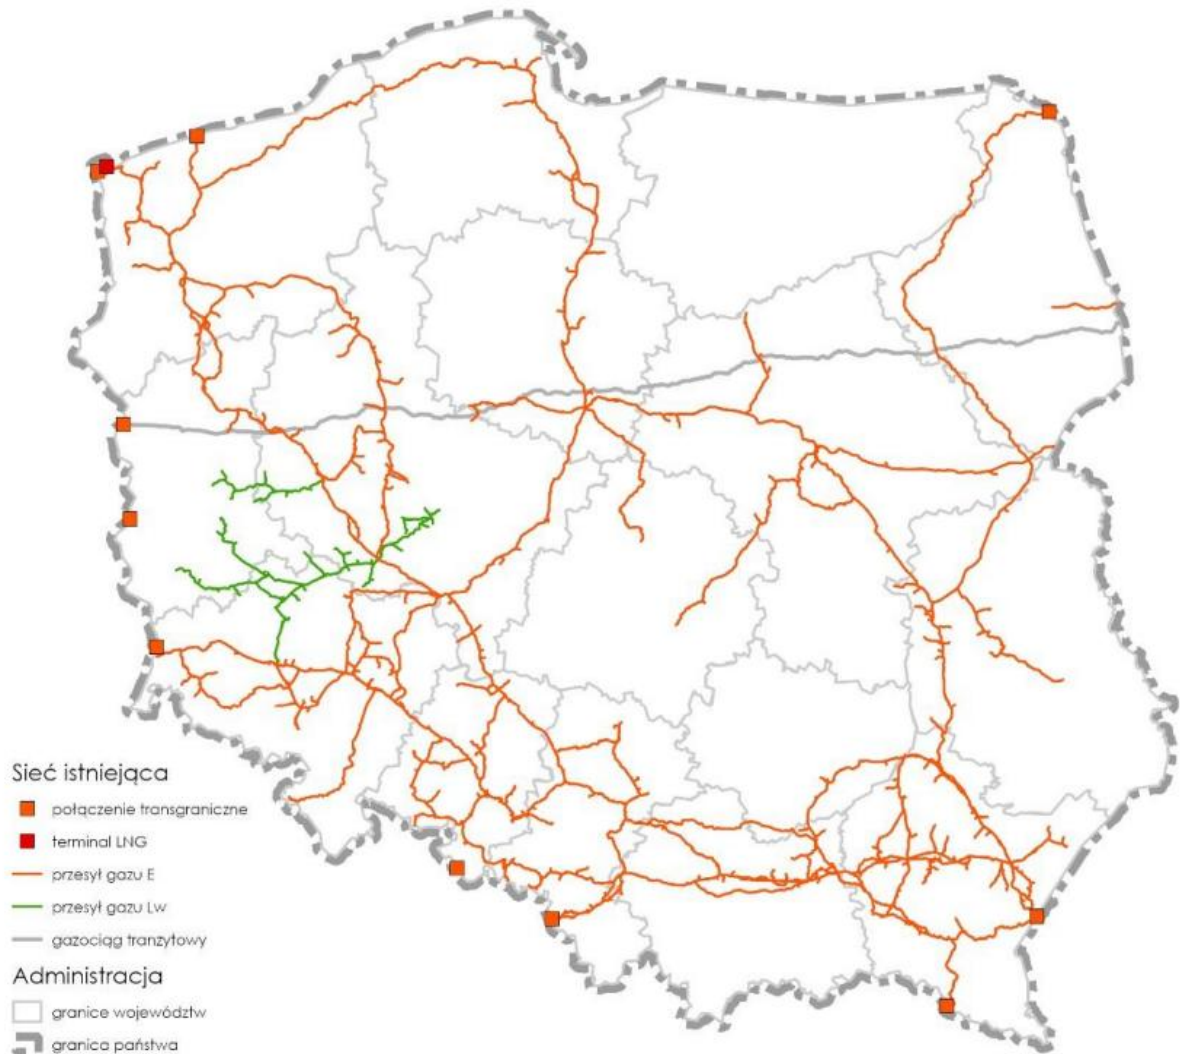 Sieć istniejąca
połączenie transgraniczne
terminal LNG
przesył gazu E
przesył gazu Lw
gazociąg tranzytowy
Administracja
granice województw
granica państwa